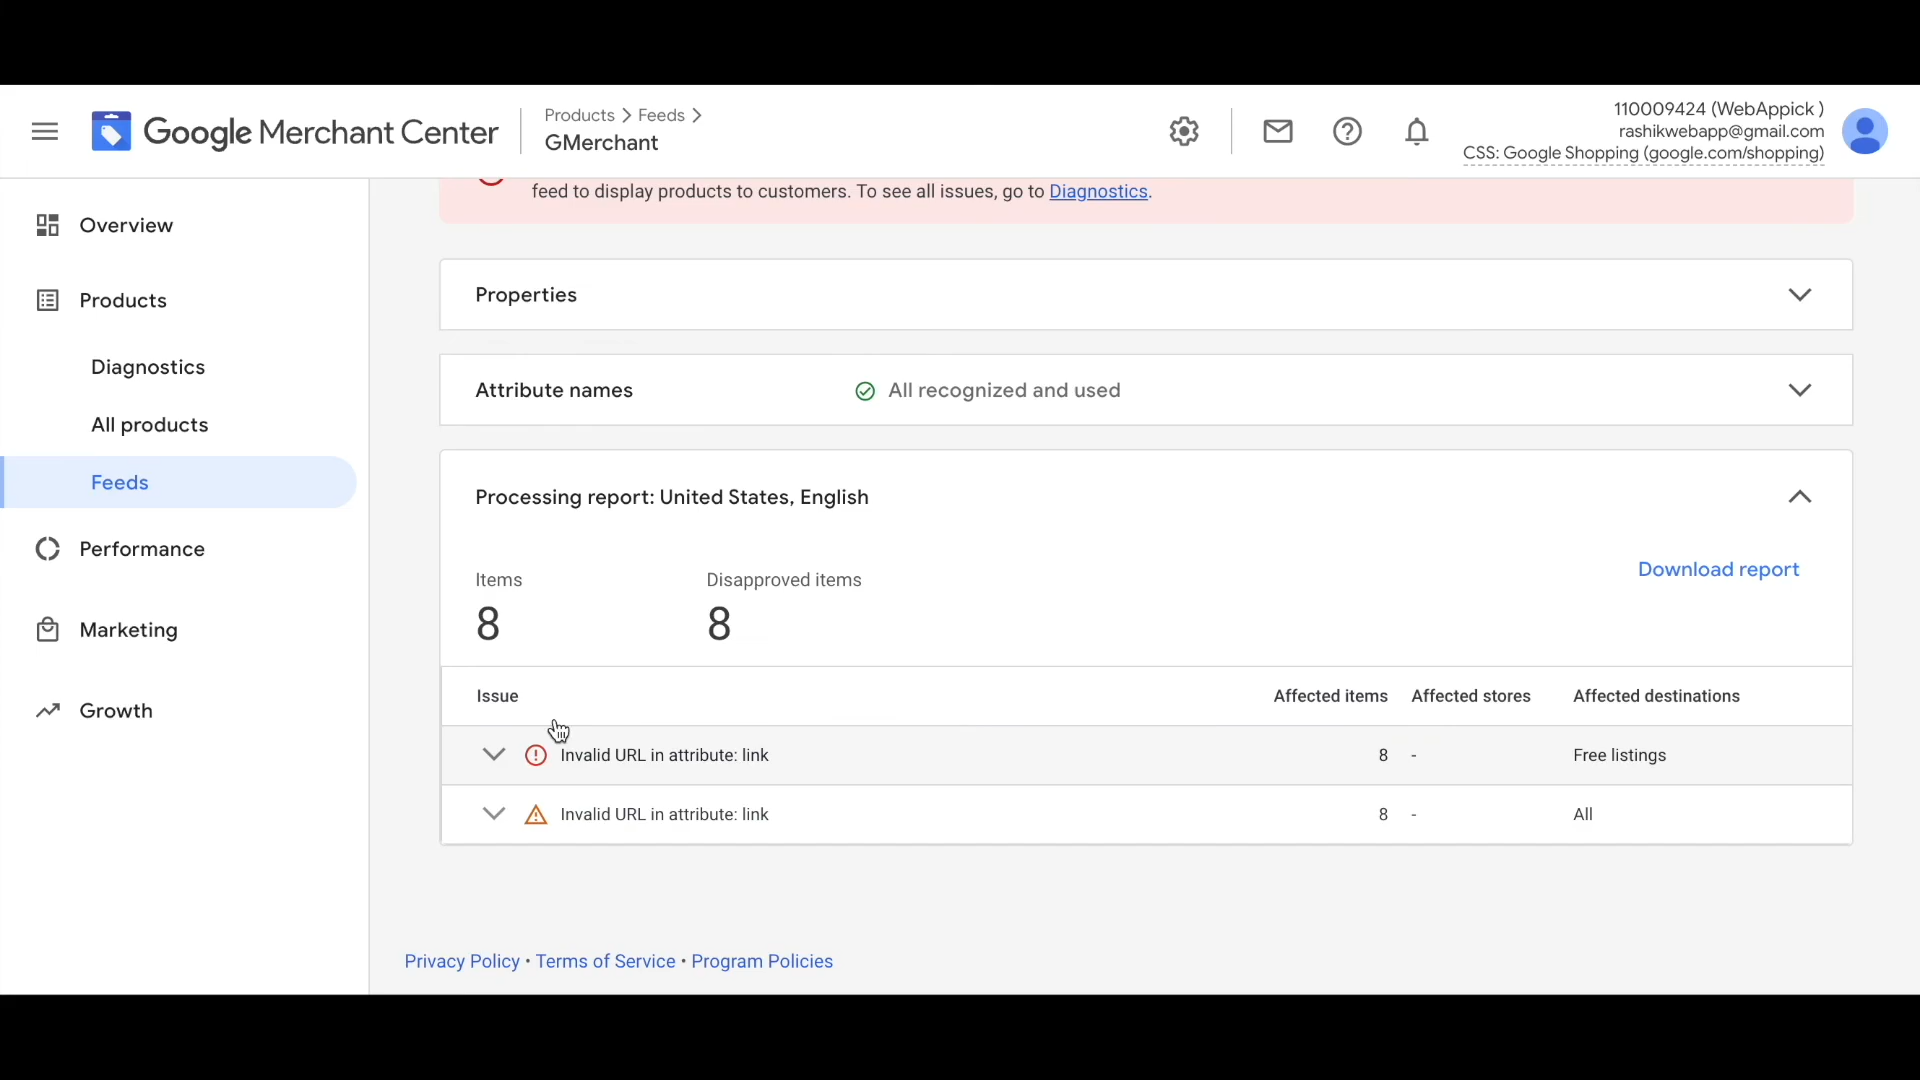 Google Merchant Center
Products > Feeds >
GMerchant
110009424 (WebAppick )
rashikwebapp@gmail.com
CSS: Google Shopping (google.com/shopping)
Overview
Products
Diagnostics
All products
Feeds
Performance
Marketing
Growth
feed to display products to customers. To see all issues, go to Diagnostics.
Properties
Attribute names All recognized and used
Processing report: United States, English
Items Disapproved items
8 8
Download report
Issue Affected items Affected stores Affected destinations
Invalid URL in attribute: link 8 - Free listings
Invalid URL in attribute: link 8 - All
Privacy Policy • Terms of Service • Program Policies